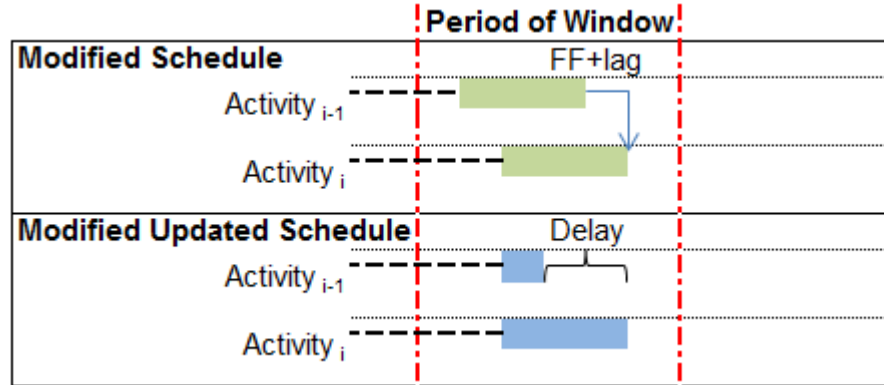 Period of Window
Modified Schedule
FF+lag
Activity i-1
Activity i
Modified Updated Schedule
Delay
Activity i-1
Activity i